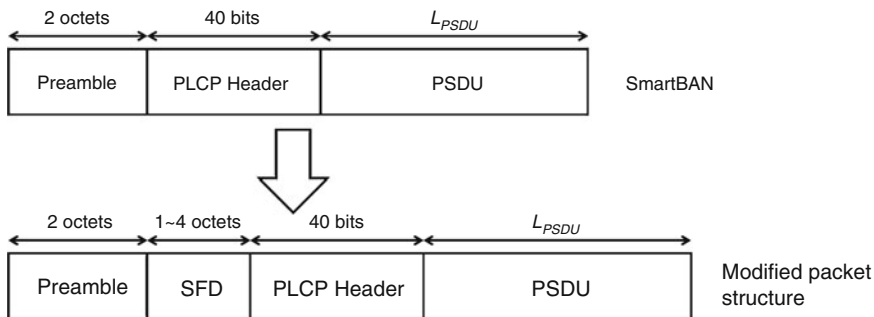 2 octets 40 bits L_PSDU
Preamble PLCP Header PSDU SmartBAN
2 octets 1~4 octets 40 bits L_PSDU
Preamble SFD PLCP Header PSDU Modified packet
structure